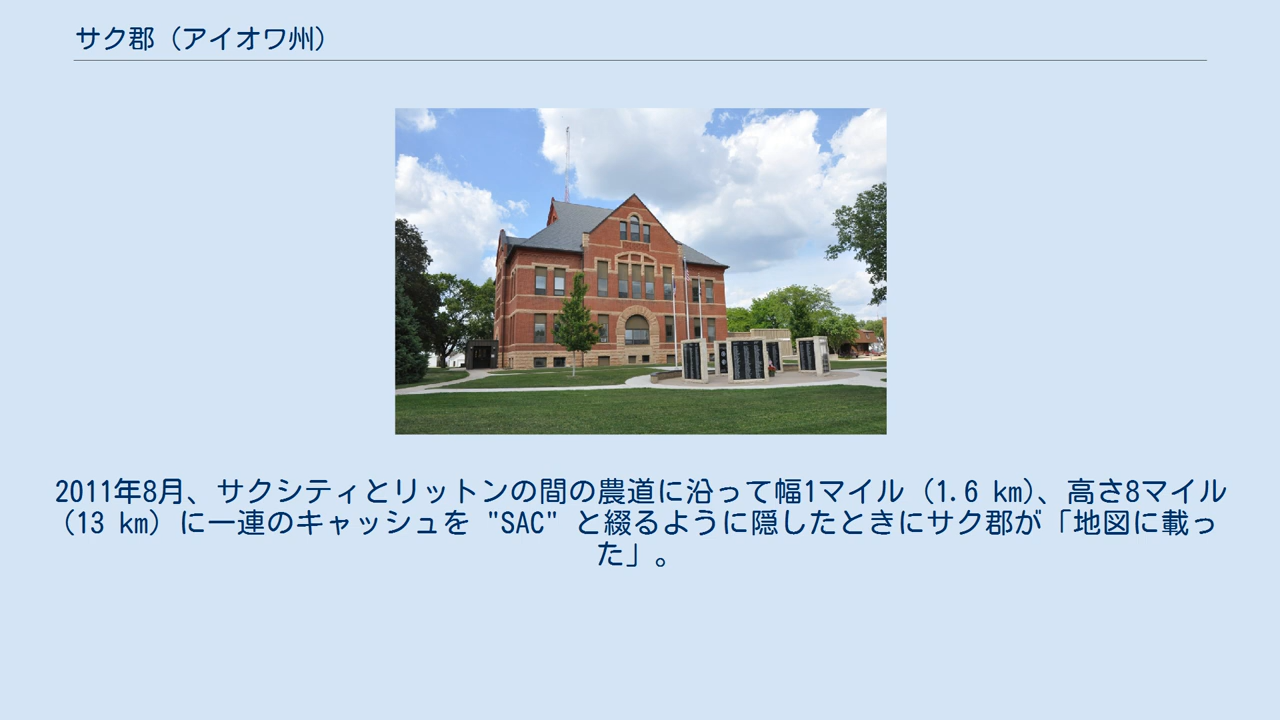 サク郡（アイオワ州）
2011年8月、サクシティとリットンの間の農道に沿って幅1マイル（1.6 km）、高さ8マイル
（13 km）に一連のキャッシュを "SAC" と綴るように隠したときにサク郡が「地図に載っ
た」。